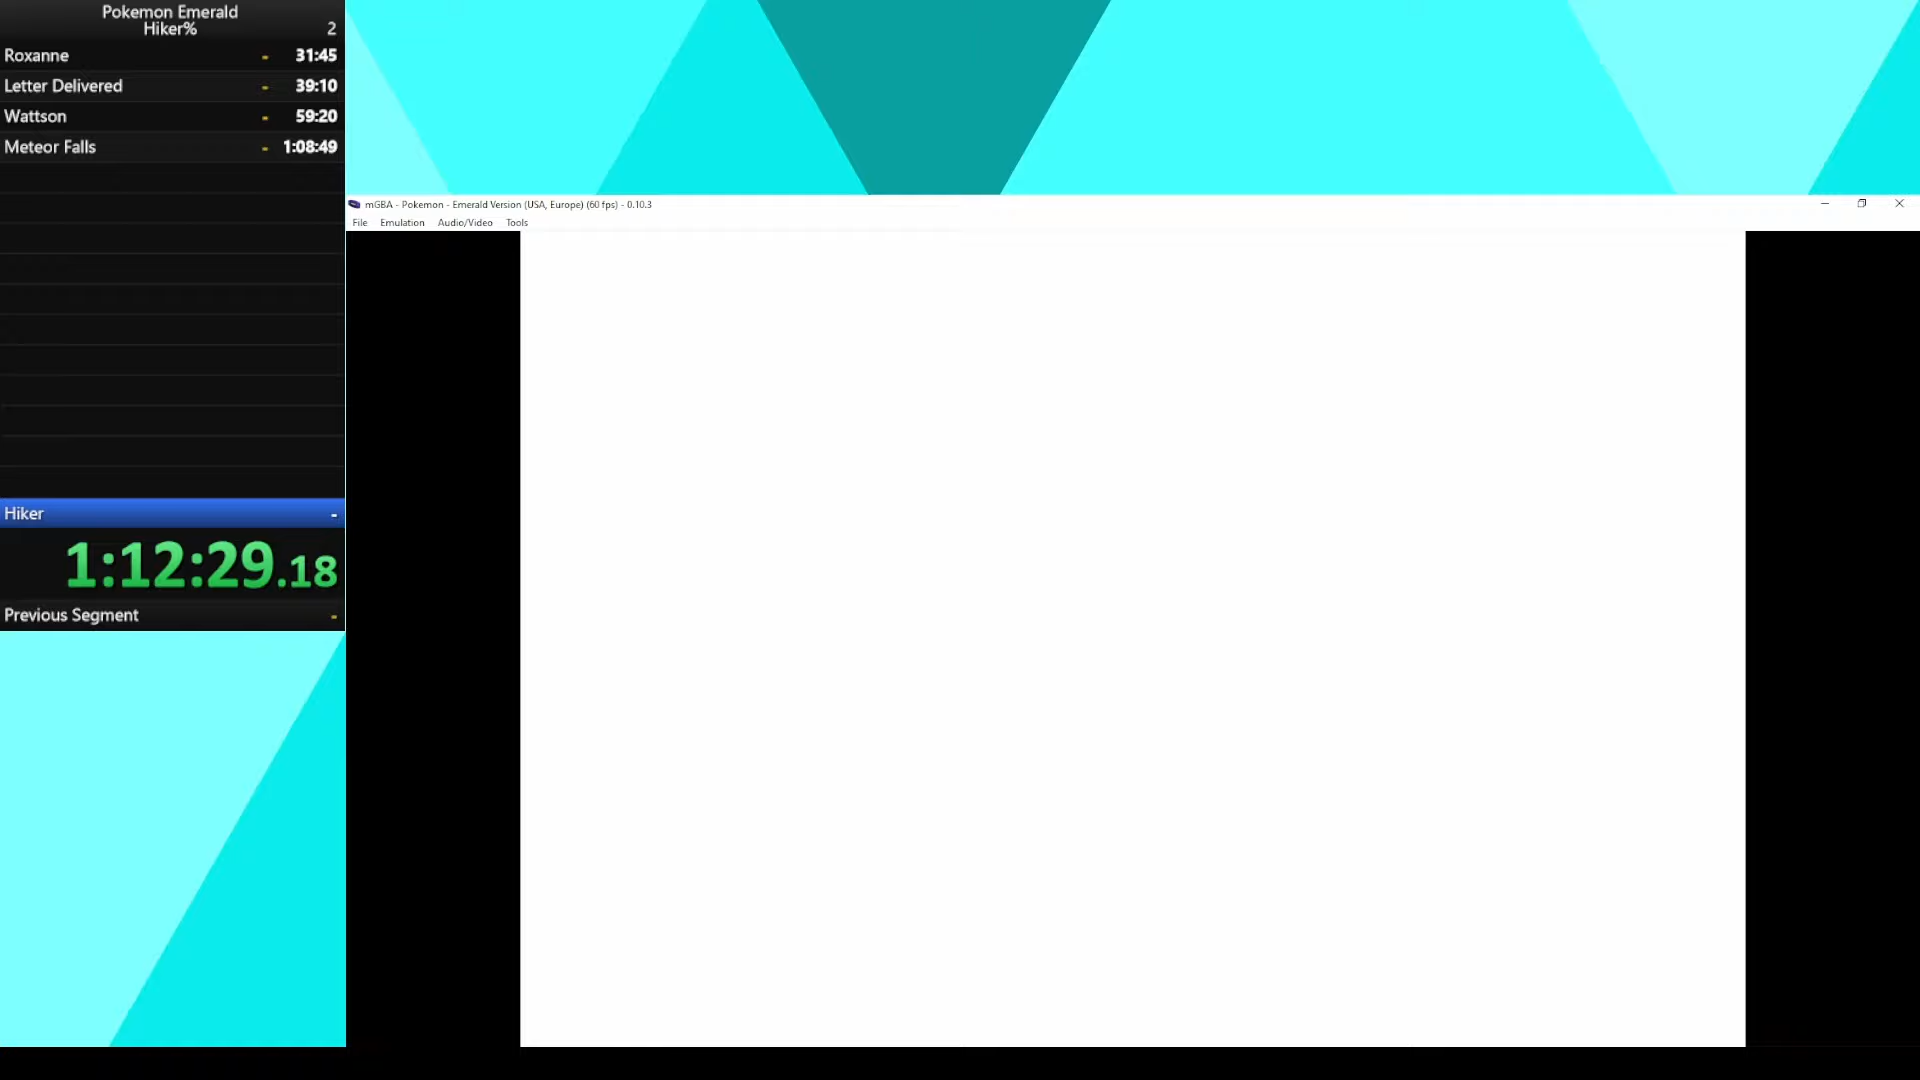 Pokemon Emerald
Hiker% 2
Roxanne - 31:45
Letter Delivered - 39:10
Wattson - 59:20
Meteor Falls - 1:08:49
Hiker -
1:12:29.18
Previous Segment -
mGBA - Pokemon - Emerald Version (USA, Europe) (60 fps) - 0.10.3
File Emulation Audio/Video Tools